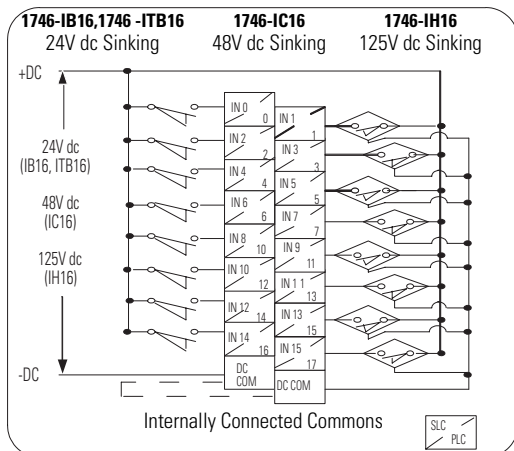 1746-IB16,1746 -ITB16 1746-IC16 1746-IH16
24V dc Sinking 48V dc Sinking 125V dc Sinking
+DC
24V dc
(IB16, ITB16)
48V dc
(IC16)
125V dc
(IH16)
-DC
IN 0
0
IN 1
1
IN 2
2
IN 3
3
IN 4
4
IN 5
5
IN 6
6
IN 7
7
IN 8
10
IN 9
11
IN 10
12
IN 1 1
13
IN 12
14
IN 13
15
IN 14
16
IN 15
17
DC
COM
DC COM
Internally Connected Commons
SLC
PLC